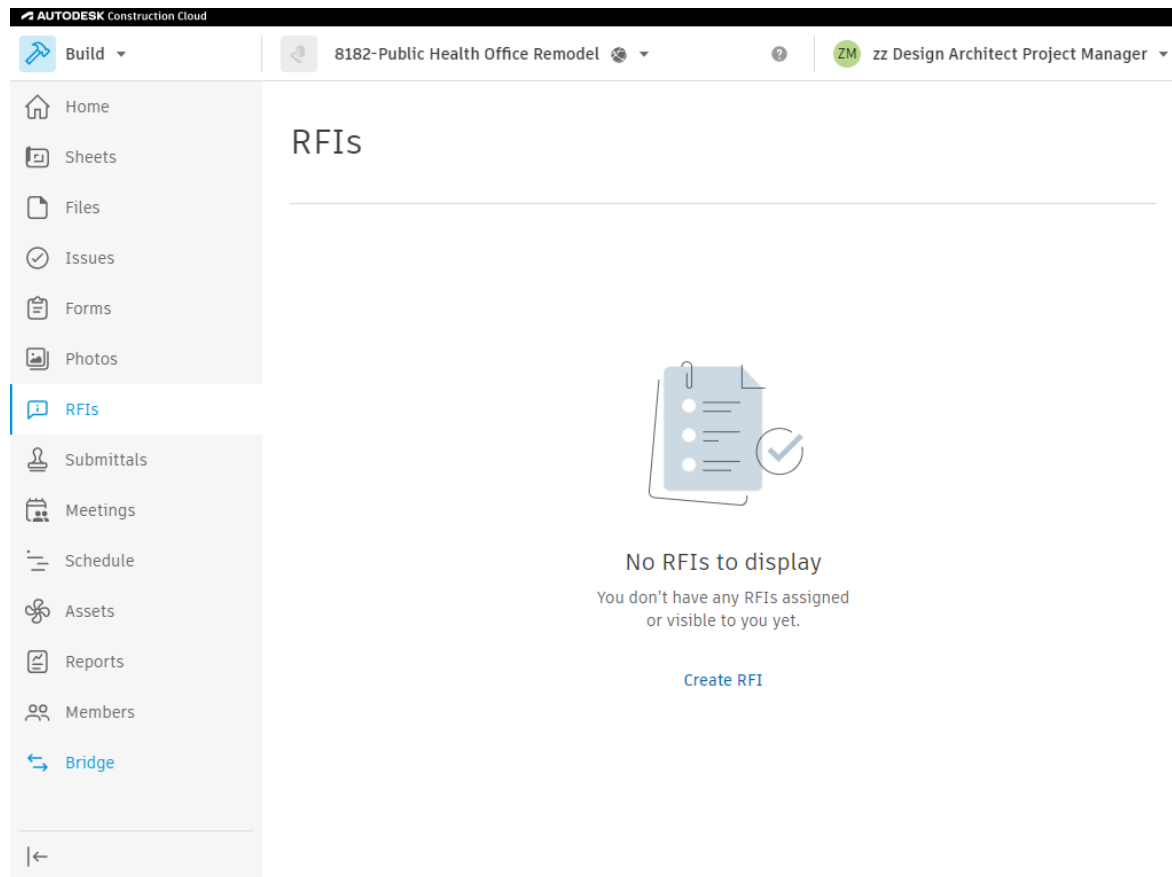 AUTODESK Construction Cloud
Build
8182-Public Health Office Remodel
ZM
zz Design Architect Project Manager
Home
Sheets
Files
Issues
Forms
Photos
RFIs
Submittals
Meetings
Schedule
Assets
Reports
Members
Bridge
RFIs
No RFIs to display
You don't have any RFIs assigned
or visible to you yet.
Create RFI